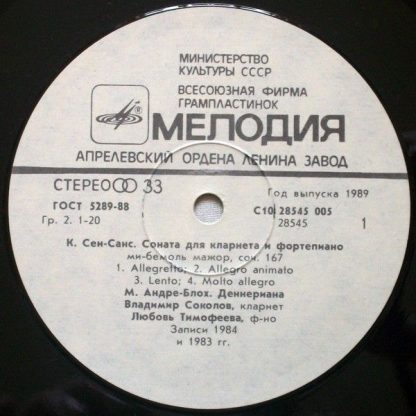 МИНИСТЕРСТВО
КУЛЬТУРЫ СССР
ВСЕСОЮЗНАЯ ФИРМА
ГРАМПЛАСТИНОК
МЕЛОДИЯ
АПРЕЛЕВСКИЙ ОРДЕНА ЛЕНИНА ЗАВОД
СТЕРЕО 33
Год выпуска 1989
ГОСТ 5289-88
С10 28545 005
Гр. 2. 1-20
28545
1
К. Сен-Санс. Соната для кларнета и фортепиано
ми-бемоль мажор, соч. 167
1. Allegretto; 2. Allegro animato
3. Lento; 4. Molto allegro
М. Андре-Блох. Деннериана
Владимир Соколов, кларнет
Любовь Тимофеева, ф-но
Записи 1984
и 1983 гг.